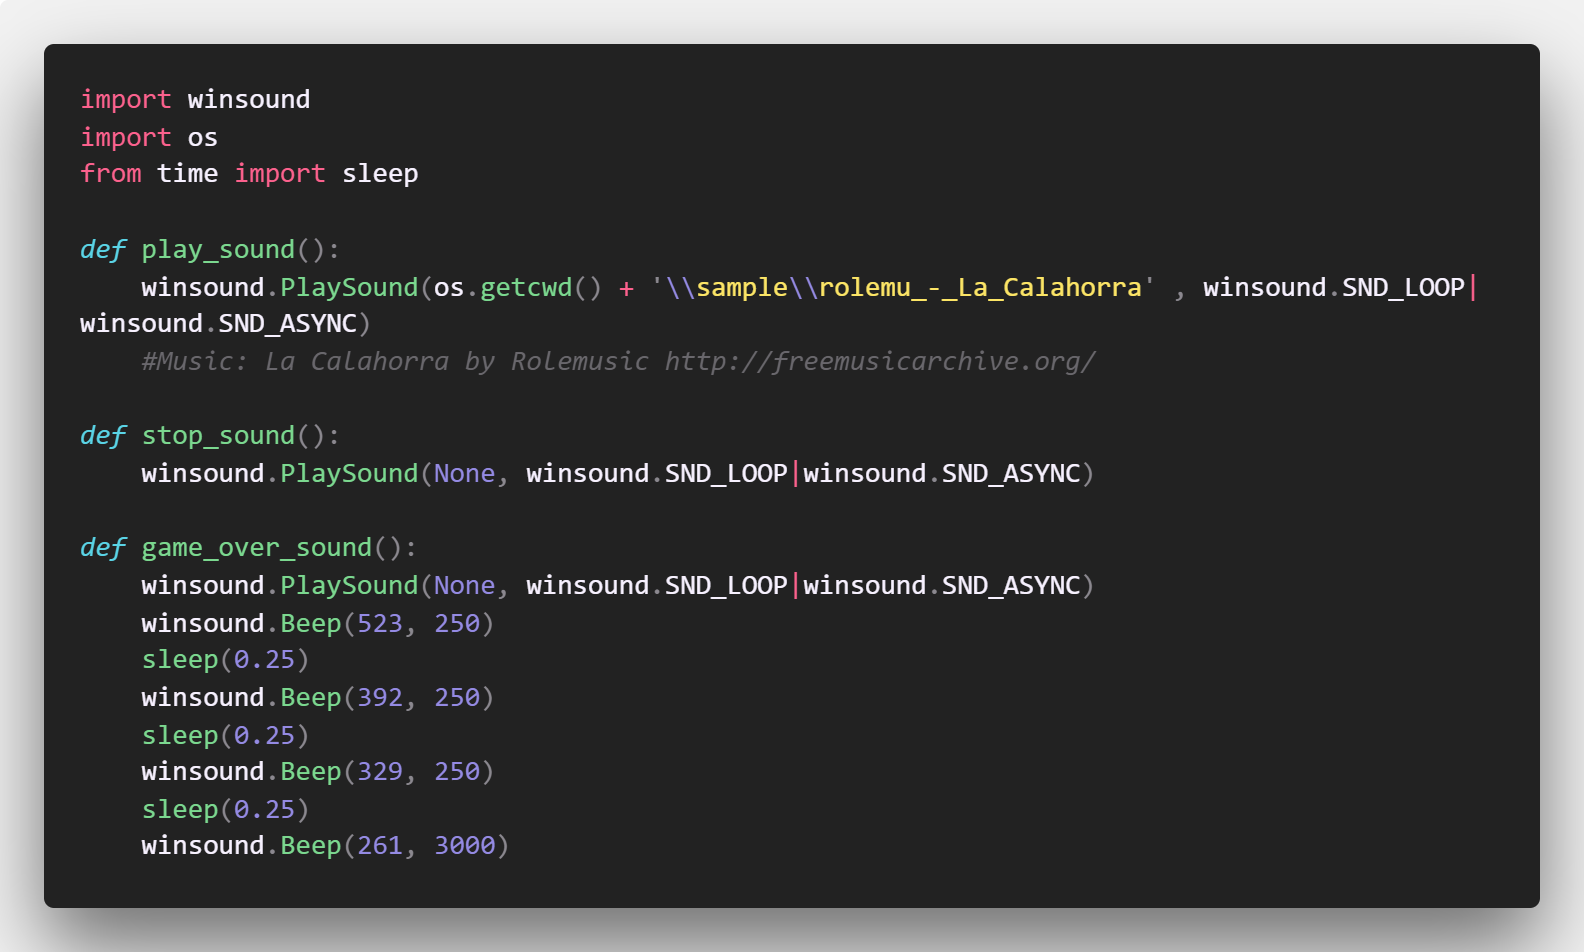 import winsound
import os
from time import sleep

def play_sound():
    winsound.PlaySound(os.getcwd() + '\\sample\\rolemu_-_La_Calahorra' , winsound.SND_LOOP|
winsound.SND_ASYNC)
    #Music: La Calahorra by Rolemusic http://freemusicarchive.org/

def stop_sound():
    winsound.PlaySound(None, winsound.SND_LOOP|winsound.SND_ASYNC)

def game_over_sound():
    winsound.PlaySound(None, winsound.SND_LOOP|winsound.SND_ASYNC)
    winsound.Beep(523, 250)
    sleep(0.25)
    winsound.Beep(392, 250)
    sleep(0.25)
    winsound.Beep(329, 250)
    sleep(0.25)
    winsound.Beep(261, 3000)